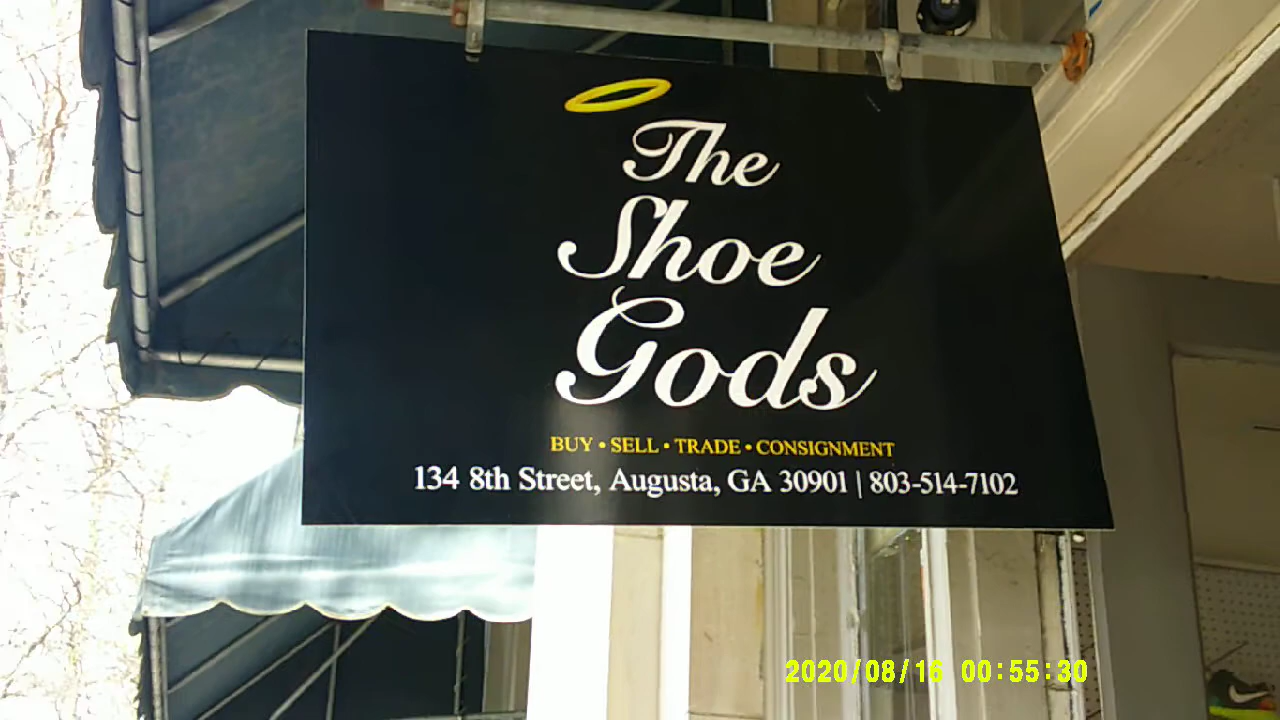 The
Shoe
Gods
BUY • SELL • TRADE • CONSIGNMENT
134 8th Street, Augusta, GA 30901 | 803-514-7102
2020/08/16 00:55:30